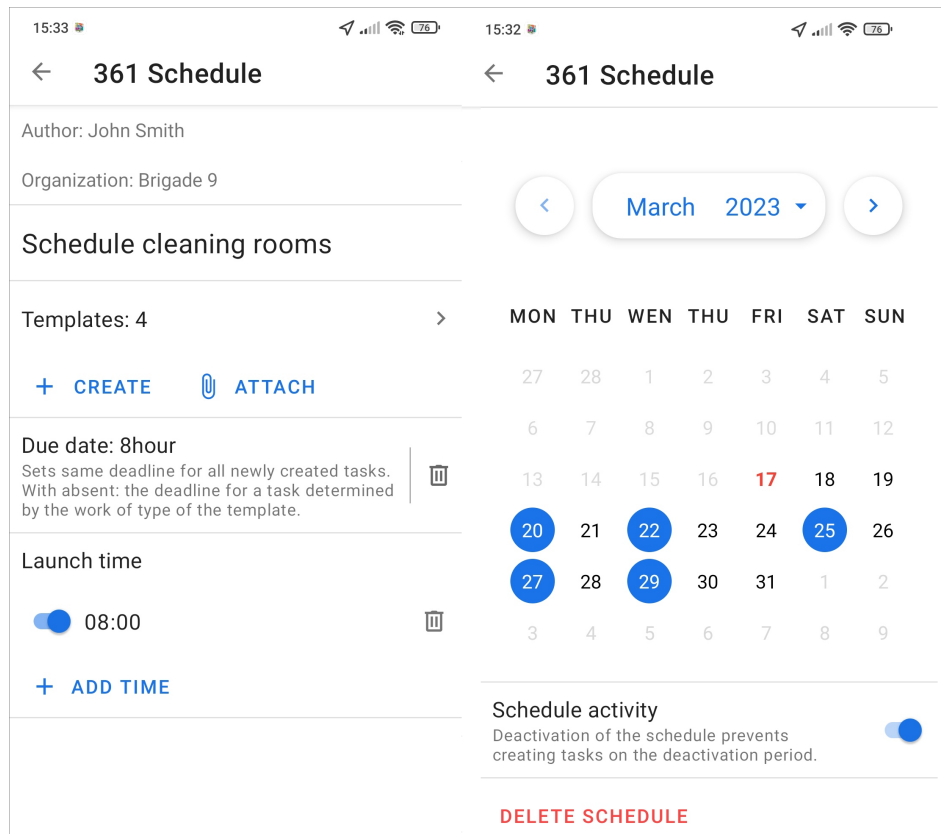 15:33
76
361 Schedule
Author: John Smith
Organization: Brigade 9
Schedule cleaning rooms
Templates: 4
CREATE
ATTACH
Due date: 8hour
Sets same deadline for all newly created tasks.
With absent: the deadline for a task determined
by the work of type of the template.
Launch time
08:00
ADD TIME
15:32
76
361 Schedule
March 2023
MON THU WEN THU FRI SAT SUN
27 28 1 2 3 4 5
6 7 8 9 10 11 12
13 14 15 16 17 18 19
20 21 22 23 24 25 26
27 28 29 30 31 1 2
3 4 5 6 7 8 9
Schedule activity
Deactivation of the schedule prevents
creating tasks on the deactivation period.
DELETE SCHEDULE